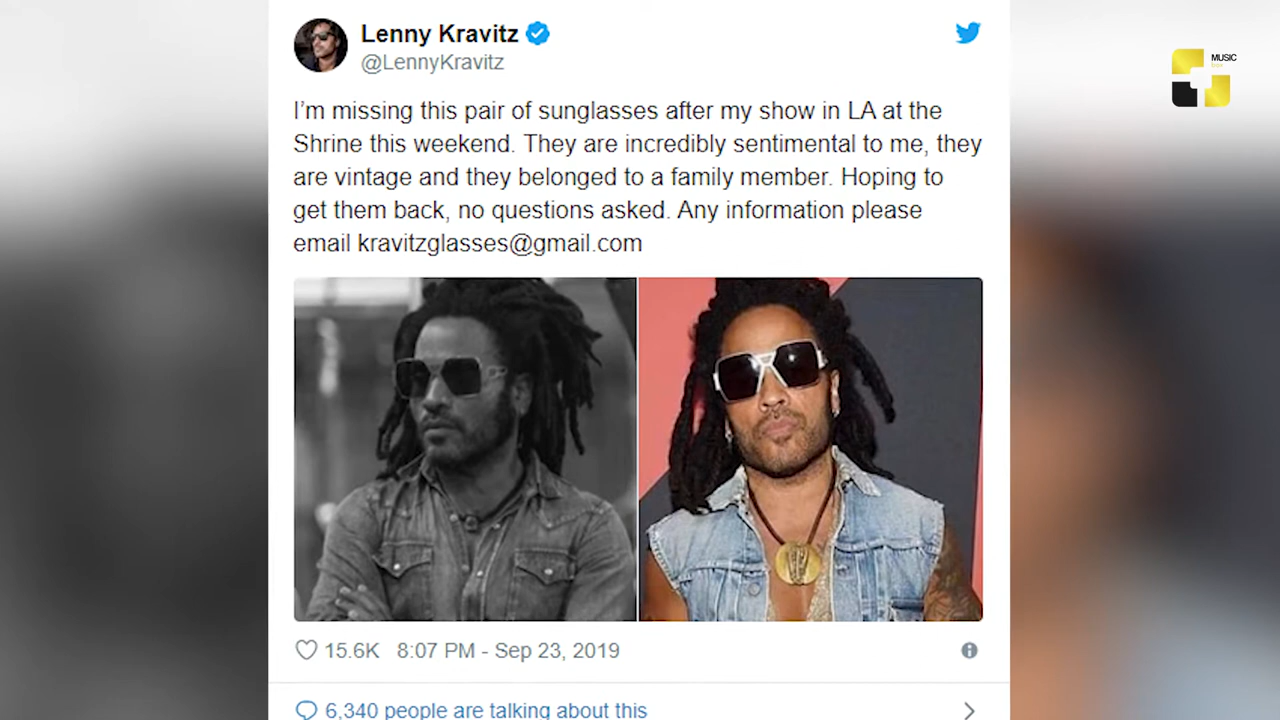 Lenny Kravitz
@LennyKravitz
MUSIC
I'm missing this pair of sunglasses after my show in LA at the
Shrine this weekend. They are incredibly sentimental to me, they
are vintage and they belonged to a family member. Hoping to
get them back, no questions asked. Any information please
email kravitzglasses@gmail.com
15.6K 8:07 PM - Sep 23, 2019
6,340 people are talking about this